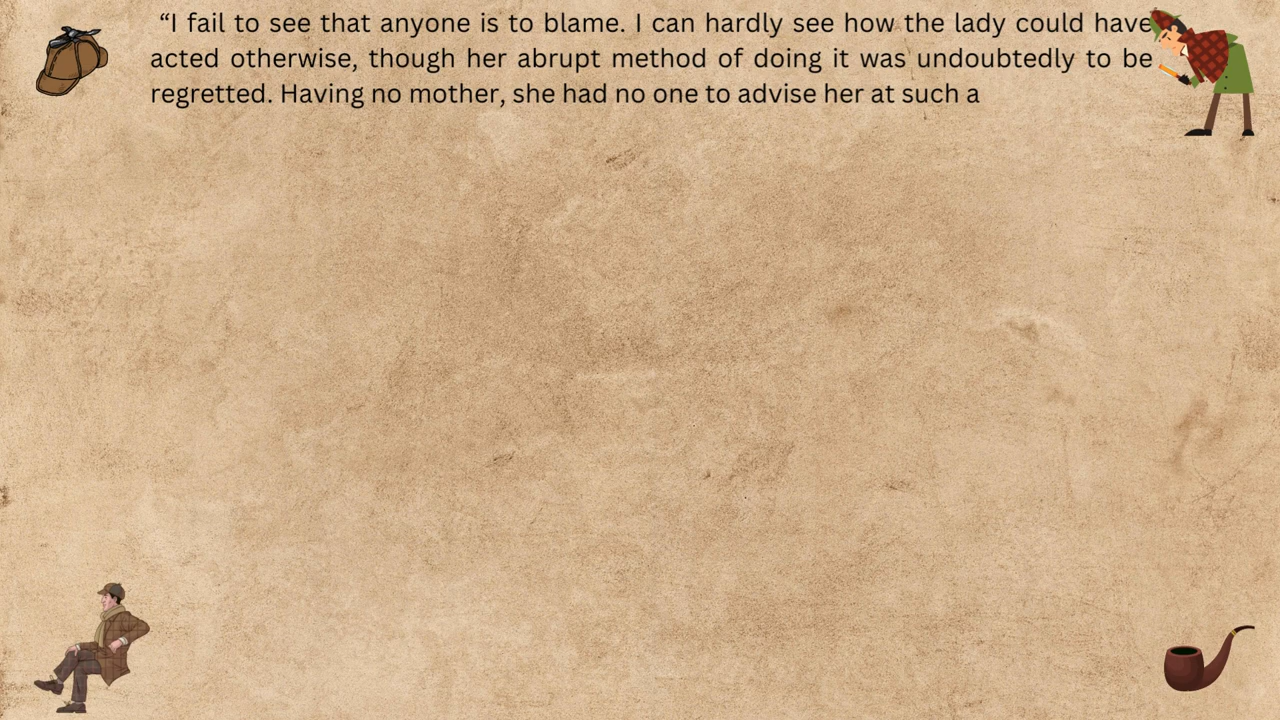 “I fail to see that anyone is to blame. I can hardly see how the lady could have
acted otherwise, though her abrupt method of doing it was undoubtedly to be
regretted. Having no mother, she had no one to advise her at such a